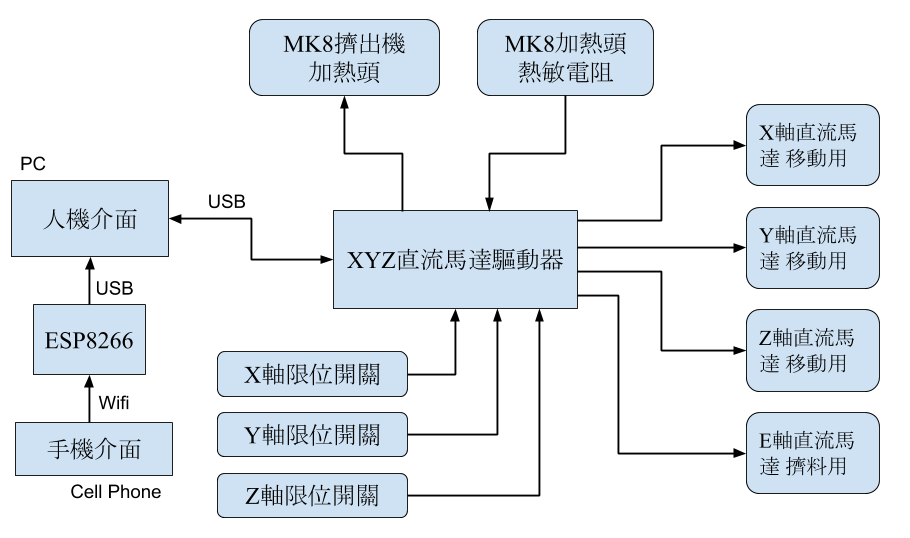 MK8擠出機
加熱頭
MK8加熱頭
熱敏電阻
X軸直流馬
達 移動用
PC
人機介面
USB
XYZ直流馬達驅動器
Y軸直流馬
達 移動用
USB
ESP8266
Z軸直流馬
達 移動用
X軸限位開關
Wifi
手機介面
Cell Phone
Y軸限位開關
E軸直流馬
達 擠料用
Z軸限位開關